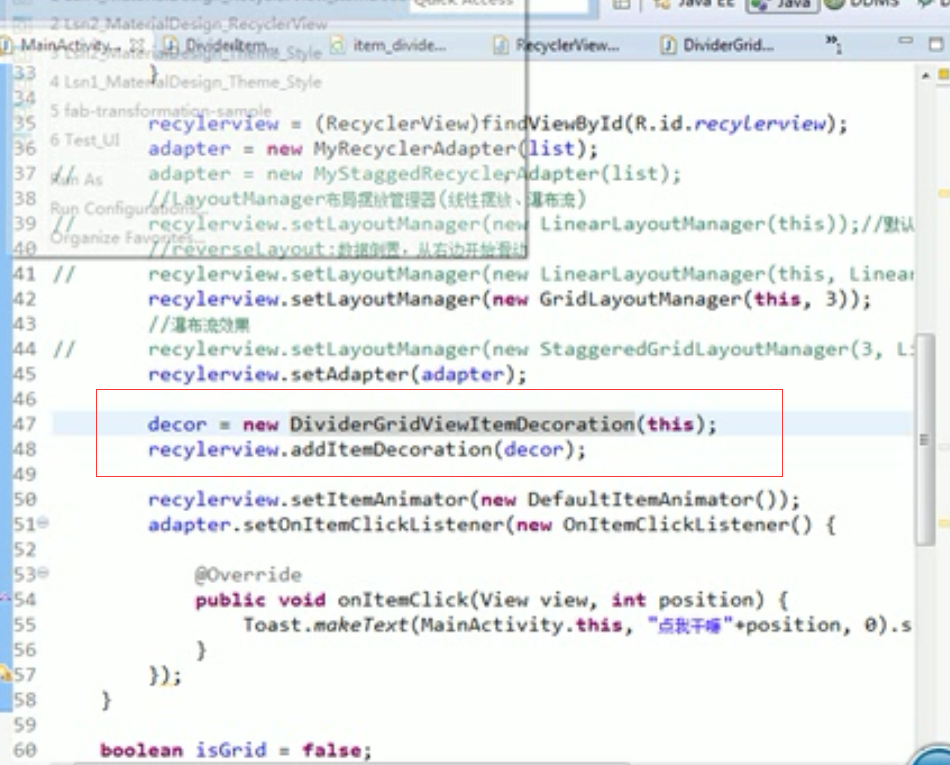 Quick Access
Java EE Java DDMS
2 Lsn2_MaterialDesign_RecyclerView
MainActivity... DividerItem... item_divide... RecyclerView... DividerGrid... »1
3 Lsn2_MaterialDesign_Theme_Style
33 }
4 Lsn1_MaterialDesign_Theme_Style
34
5 fab-transformation-sample
35 recylerview = (RecyclerView)findViewById(R.id.recylerview);
6 Test_UI
36 adapter = new MyRecyclerAdapter(list);
37 // adapter = new MyStaggedRecyclerAdapter(list);
Run As
38 //LayoutManager布局摆放管理器(线性摆放、瀑布流)
Run Configurations...
39 // recylerview.setLayoutManager(new LinearLayoutManager(this));//默认
Organize Favorites...
40 //reverseLayout:数据倒置，从右边开始滑动
41 // recylerview.setLayoutManager(new LinearLayoutManager(this, Linear
42 recylerview.setLayoutManager(new GridLayoutManager(this, 3));
43 //瀑布流效果
44 // recylerview.setLayoutManager(new StaggeredGridLayoutManager(3, Li
45 recylerview.setAdapter(adapter);
46
47 decor = new DividerGridViewItemDecoration(this);
48 recylerview.addItemDecoration(decor);
49
50 recylerview.setItemAnimator(new DefaultItemAnimator());
51 adapter.setOnItemClickListener(new OnItemClickListener() {
52
53 @Override
54 public void onItemClick(View view, int position) {
55 Toast.makeText(MainActivity.this, "点我干嘛"+position, 0).s
56 }
57 });
58 }
59
60 boolean isGrid = false;